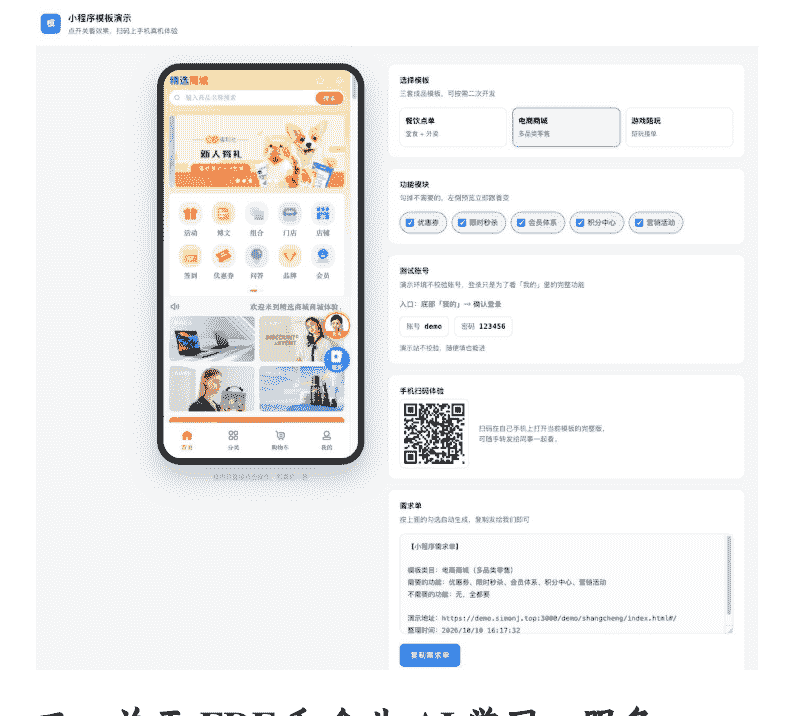 模
小程序模板演示
点开关看效果，扫码上手机真机体验
精选商城
搜索
新人有礼
活动
博文
组合
门店
店铺
签到
优惠券
问答
品牌
会员
欢迎来到精选商城商城体验
首页
分类
购物车
我的
选择模板
三套成品模板，可按需二次开发
餐饮点单
堂食 + 外卖
电商商城
多品类零售
游戏陪玩
陪玩接单
功能模块
勾掉不需要的，左侧预览立即跟着变
优惠券
限时秒杀
会员体系
积分中心
营销活动
测试账号
演示环境不校验账号，登录只是为了看「我的」里的完整功能
入口：底部「我的」→ 确认登录
账号 demo
密码 123456
演示站不校验，随便填也能进
手机扫码体验
扫码在自己手机上打开当前模板的完整版，
可随手转发给同事一起看。
需求单
按上面的勾选自动生成，复制发给我们即可
【小程序需求单】
模板类目：电商商城（多品类零售）
需要的功能：优惠券、限时秒杀、会员体系、积分中心、营销活动
不需要的功能：无，全都要
演示地址：https://demo.simonj.top:3000/demo/shangcheng/index.html#/
整理时间：2026/10/10 16:17:32
复制需求单